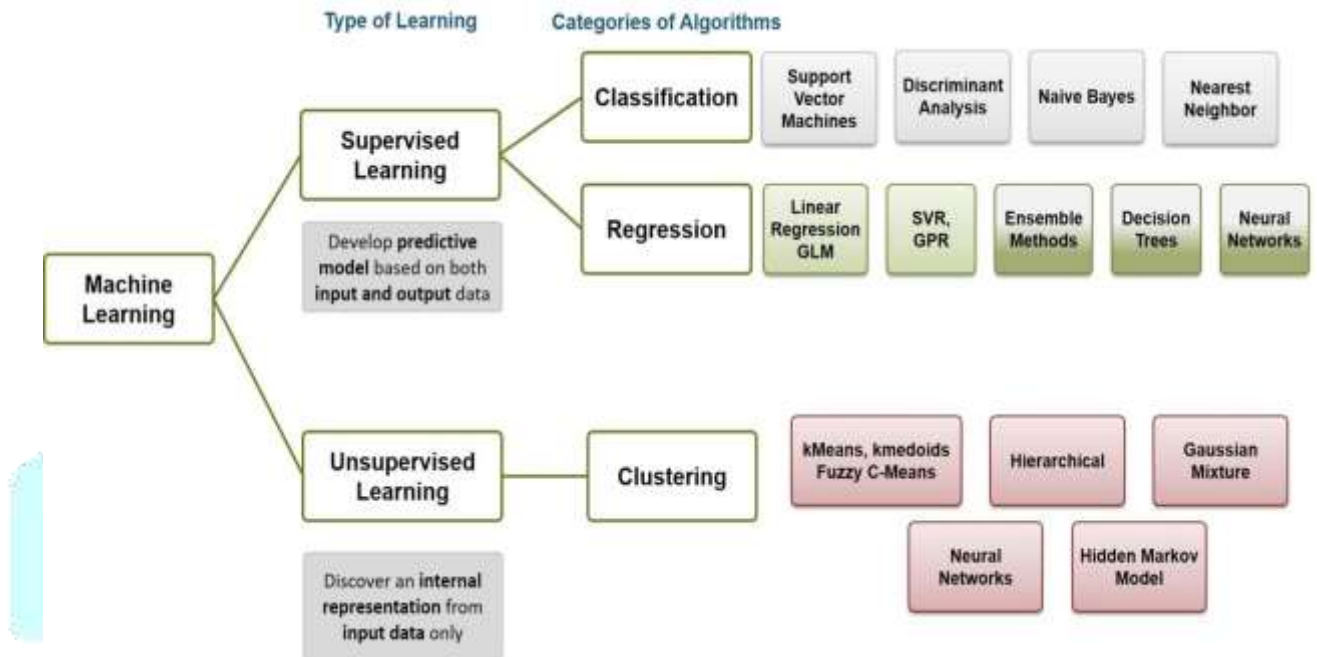 Type of Learning
Categories of Algorithms
Machine
Learning
Supervised
Learning
Develop predictive
model based on both
input and output data
Classification
Support
Vector
Machines
Discriminant
Analysis
Naive Bayes
Nearest
Neighbor
Regression
Linear
Regression
GLM
SVR,
GPR
Ensemble
Methods
Decision
Trees
Neural
Networks
Unsupervised
Learning
Discover an internal
representation from
input data only
Clustering
kMeans, kmedoids
Fuzzy C-Means
Hierarchical
Gaussian
Mixture
Neural
Networks
Hidden Markov
Model